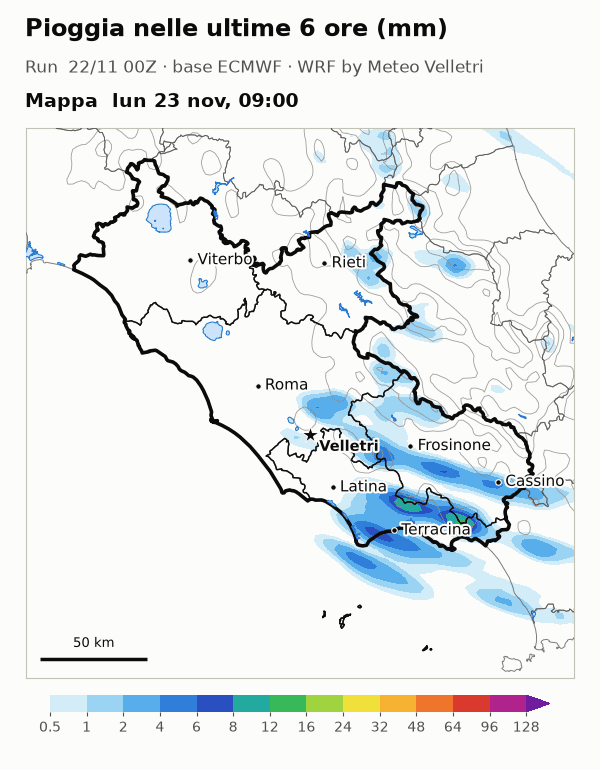 Pioggia nelle ultime 6 ore (mm)
Run  22/11 00Z · base ECMWF · WRF by Meteo Velletri
Mappa  lun 23 nov, 09:00
Viterbo
Rieti
Roma
Velletri
Frosinone
Latina
Cassino
Terracina
50 km
0.5 1 2 4 6 8 12 16 24 32 48 64 96 128